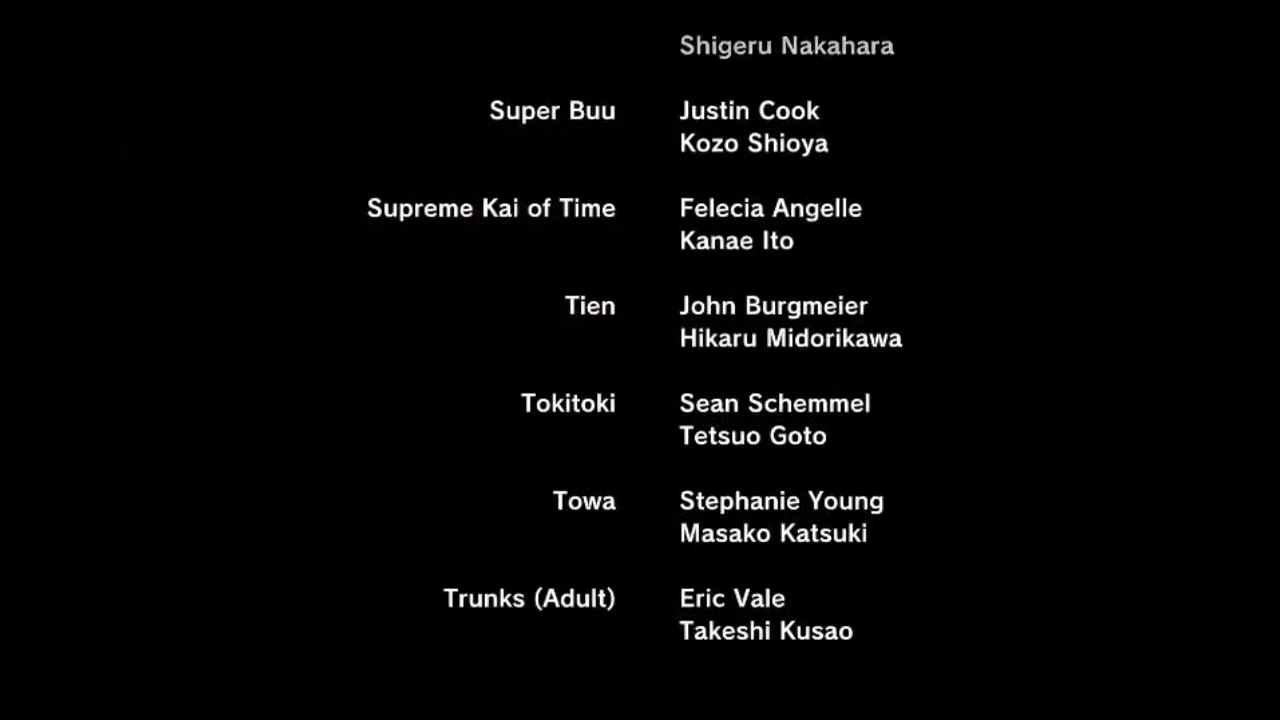 Shigeru Nakahara
Super Buu Justin Cook
Kozo Shioya
Supreme Kai of Time Felecia Angelle
Kanae Ito
Tien John Burgmeier
Hikaru Midorikawa
Tokitoki Sean Schemmel
Tetsuo Goto
Towa Stephanie Young
Masako Katsuki
Trunks (Adult) Eric Vale
Takeshi Kusao